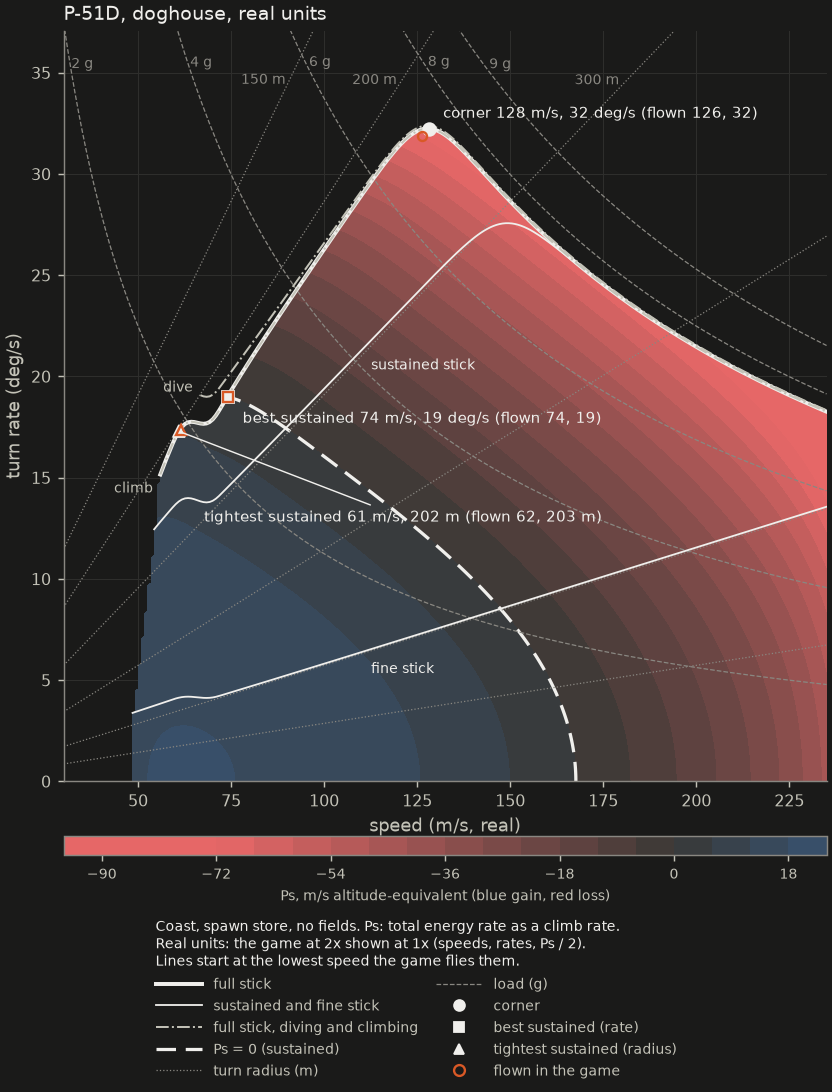 P-51D, doghouse, real units
2 g
4 g
6 g
8 g
9 g
150 m
200 m
300 m
corner 128 m/s, 32 deg/s (flown 126, 32)
sustained stick
dive
best sustained 74 m/s, 19 deg/s (flown 74, 19)
climb
tightest sustained 61 m/s, 202 m (flown 62, 203 m)
fine stick
turn rate (deg/s)
35
30
25
20
15
10
5
0
50 75 100 125 150 175 200 225
speed (m/s, real)
−90 −72 −54 −36 −18 0 18
Ps, m/s altitude-equivalent (blue gain, red loss)
Coast, spawn store, no fields. Ps: total energy rate as a climb rate.
Real units: the game at 2x shown at 1x (speeds, rates, Ps / 2).
Lines start at the lowest speed the game flies them.
full stick
sustained and fine stick
full stick, diving and climbing
Ps = 0 (sustained)
turn radius (m)
load (g)
corner
best sustained (rate)
tightest sustained (radius)
flown in the game